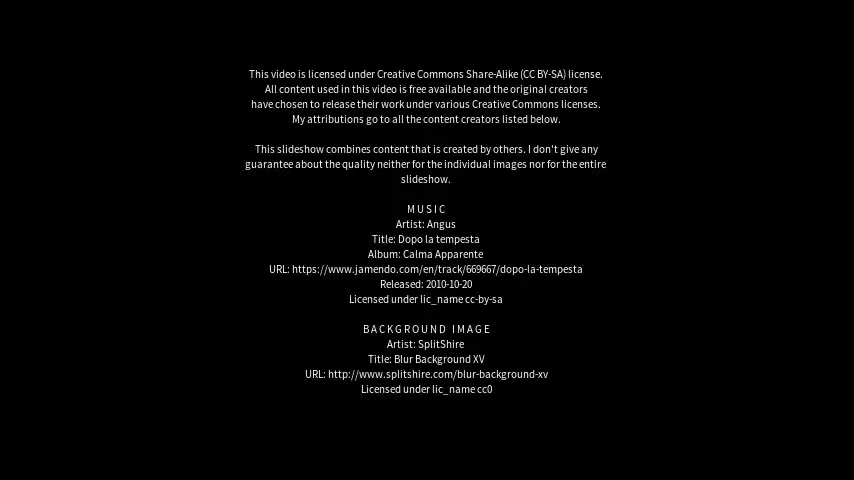 This video is licensed under Creative Commons Share-Alike (CC BY-SA) license.
All content used in this video is free available and the original creators
have chosen to release their work under various Creative Commons licenses.
My attributions go to all the content creators listed below.
This slideshow combines content that is created by others. I don't give any
guarantee about the quality neither for the individual images nor for the entire
slideshow.
MUSIC
Artist: Angus
Title: Dopo la tempesta
Album: Calma Apparente
URL: https://www.jamendo.com/en/track/669667/dopo-la-tempesta
Released: 2010-10-20
Licensed under lic_name cc-by-sa
BACKGROUND IMAGE
Artist: SplitShire
Title: Blur Background XV
URL: http://www.splitshire.com/blur-background-xv
Licensed under lic_name cc0